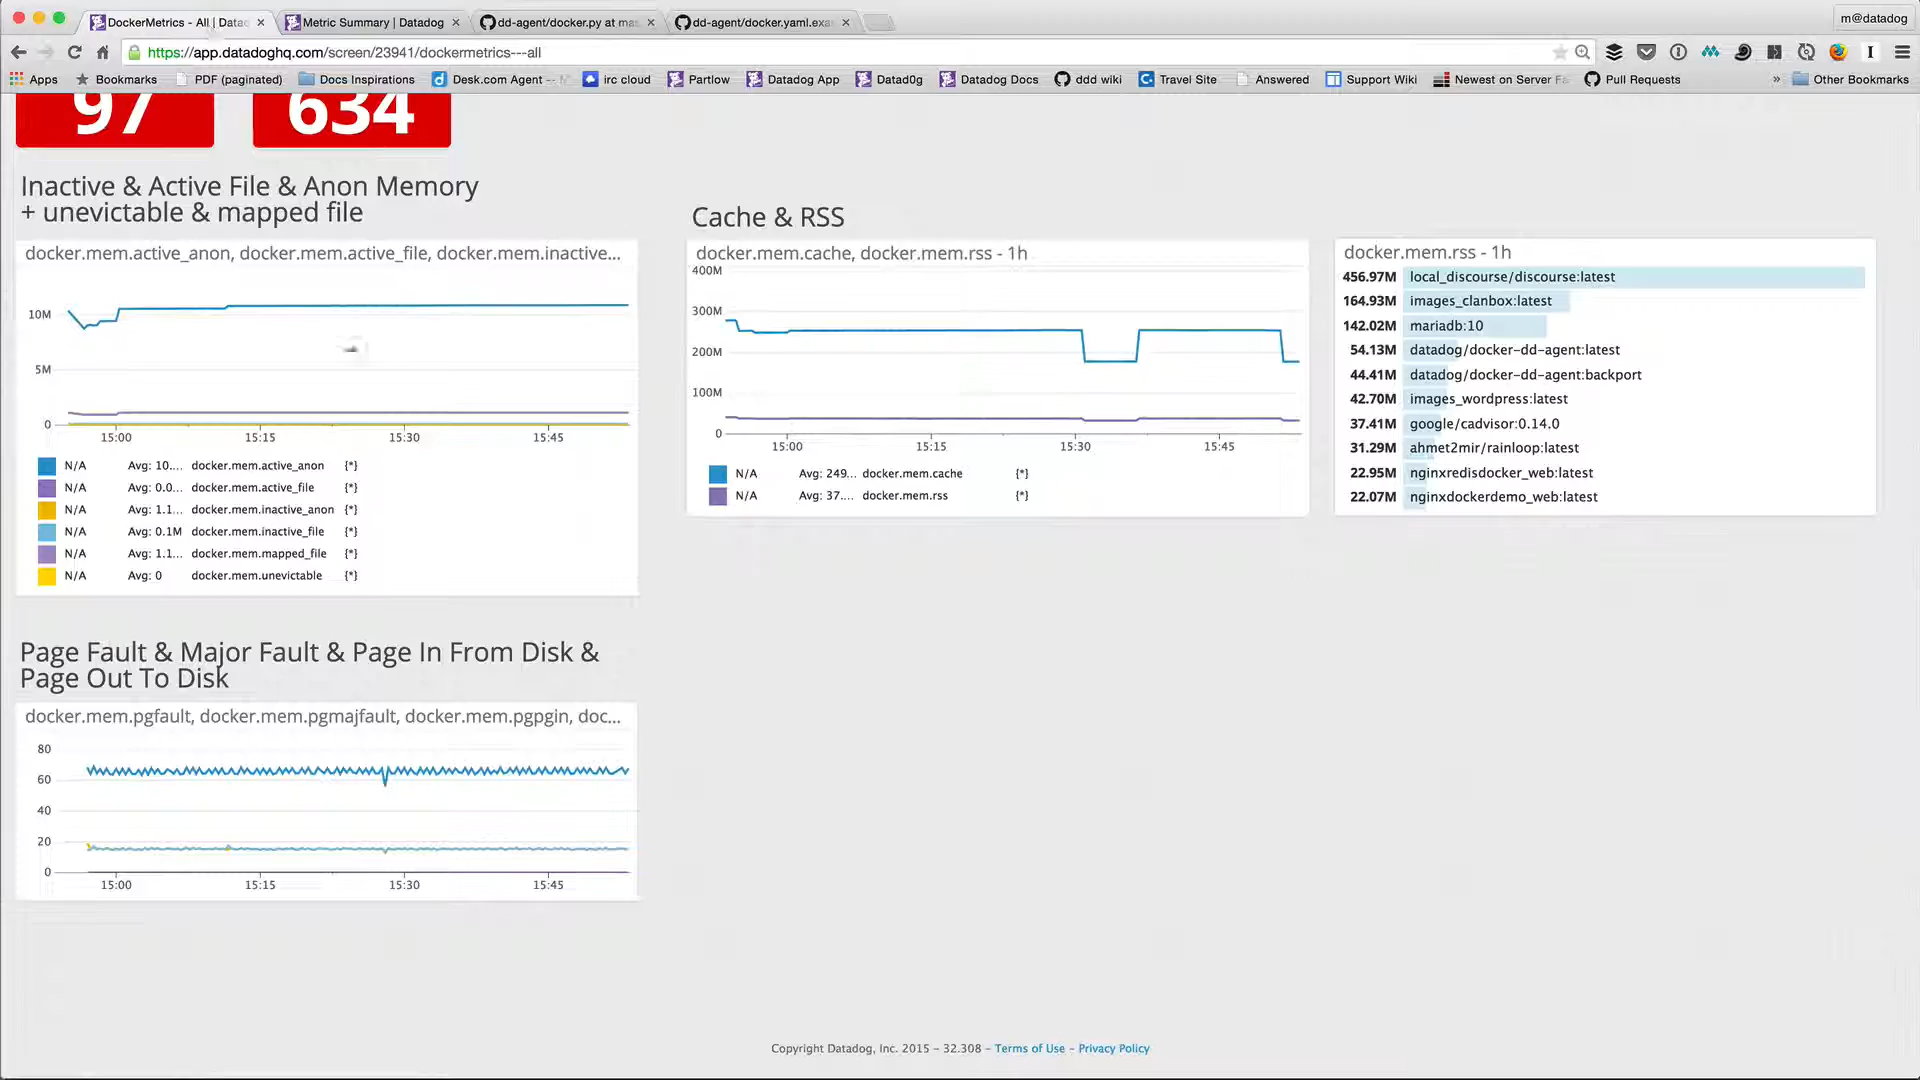 DockerMetrics - All | Datad
Metric Summary | Datadog
dd-agent/docker.py at mas
dd-agent/docker.yaml.exa
m@datadog
https://app.datadoghq.com/screen/23941/dockermetrics---all
Apps
Bookmarks
PDF (paginated)
Docs Inspirations
Desk.com Agent --
irc cloud
Partlow
Datadog App
Datad0g
Datadog Docs
ddd wiki
Travel Site
Answered
Support Wiki
Newest on Server Fa
Pull Requests
»
Other Bookmarks
97
634
Inactive & Active File & Anon Memory
+ unevictable & mapped file
docker.mem.active_anon, docker.mem.active_file, docker.mem.inactive...
10M
5M
0
15:00 15:15 15:30 15:45
N/A Avg: 10.... docker.mem.active_anon {*}
N/A Avg: 0.0... docker.mem.active_file {*}
N/A Avg: 1.1... docker.mem.inactive_anon {*}
N/A Avg: 0.1M docker.mem.inactive_file {*}
N/A Avg: 1.1... docker.mem.mapped_file {*}
N/A Avg: 0 docker.mem.unevictable {*}
Cache & RSS
docker.mem.cache, docker.mem.rss - 1h
400M
300M
200M
100M
0
15:00 15:15 15:30 15:45
N/A Avg: 249... docker.mem.cache {*}
N/A Avg: 37.... docker.mem.rss {*}
docker.mem.rss - 1h
456.97M local_discourse/discourse:latest
164.93M images_clanbox:latest
142.02M mariadb:10
54.13M datadog/docker-dd-agent:latest
44.41M datadog/docker-dd-agent:backport
42.70M images_wordpress:latest
37.41M google/cadvisor:0.14.0
31.29M ahmet2mir/rainloop:latest
22.95M nginxredisdocker_web:latest
22.07M nginxdockerdemo_web:latest
Page Fault & Major Fault & Page In From Disk &
Page Out To Disk
docker.mem.pgfault, docker.mem.pgmajfault, docker.mem.pgpgin, doc...
80
60
40
20
0
15:00 15:15 15:30 15:45
Copyright Datadog, Inc. 2015 - 32.308 - Terms of Use - Privacy Policy